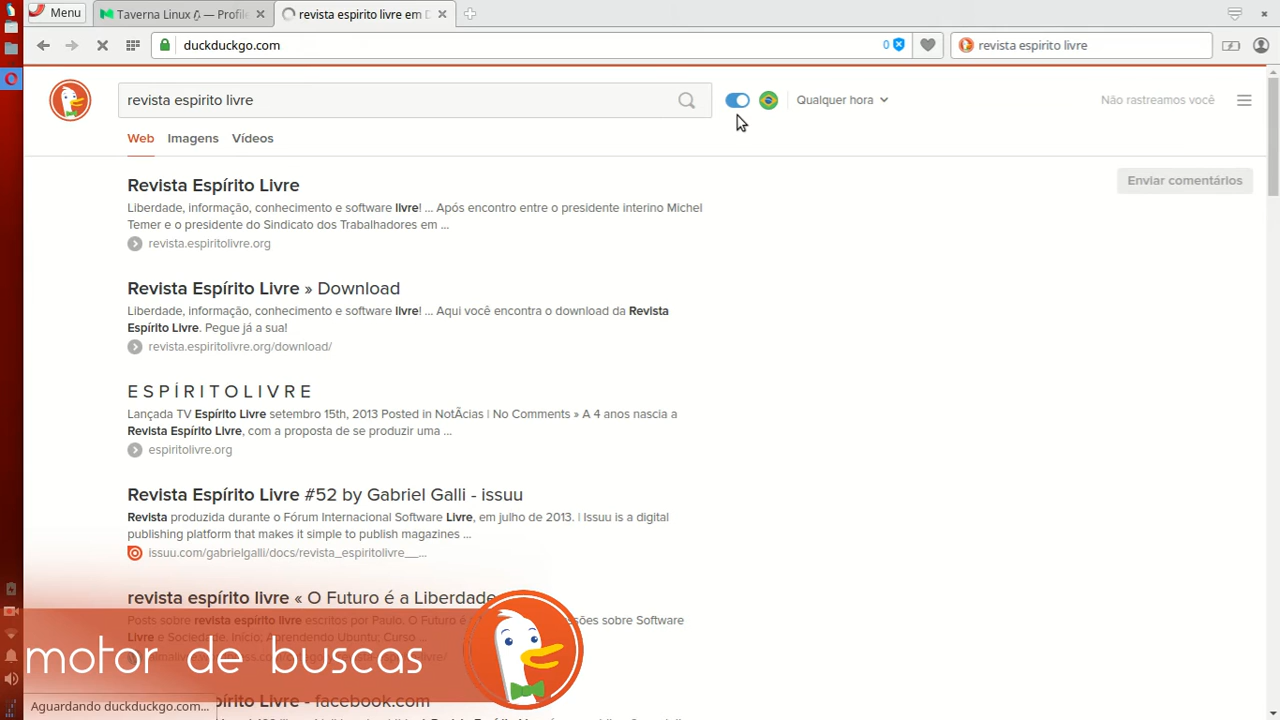 Menu
Taverna Linux
— Profile
revista espirito livre em D
duckduckgo.com
0
revista espirito livre
revista espirito livre
Qualquer hora
Não rastreamos você
Web
Imagens
Vídeos
Enviar comentários
Revista Espírito Livre
Liberdade, informação, conhecimento e software livre! ... Após encontro entre o presidente interino Michel
Temer e o presidente do Sindicato dos Trabalhadores em ...
revista.espiritolivre.org
Revista Espírito Livre » Download
Liberdade, informação, conhecimento e software livre! ... Aqui você encontra o download da Revista
Espírito Livre. Pegue já a sua!
revista.espiritolivre.org/download/
E S P Í R I T O L I V R E
Lançada TV Espírito Livre setembro 15th, 2013 Posted in NotÃcias | No Comments » A 4 anos nascia a
Revista Espírito Livre, com a proposta de se produzir uma ...
espiritolivre.org
Revista Espírito Livre #52 by Gabriel Galli - issuu
Revista produzida durante o Fórum Internacional Software Livre, em julho de 2013. | Issuu is a digital
publishing platform that makes it simple to publish magazines ...
issuu.com/gabrielgalli/docs/revista_espiritolivre__...
revista espírito livre « O Futuro é a Liberdade
Posts sobre revista espírito livre escritos por Paulo. O Futuro
sobre Software
Livre e Sociedade. Início; Aprendendo Ubuntu; Curso ...
motor de buscas
Espírito Livre - facebook.com
Aguardando duckduckgo.com...